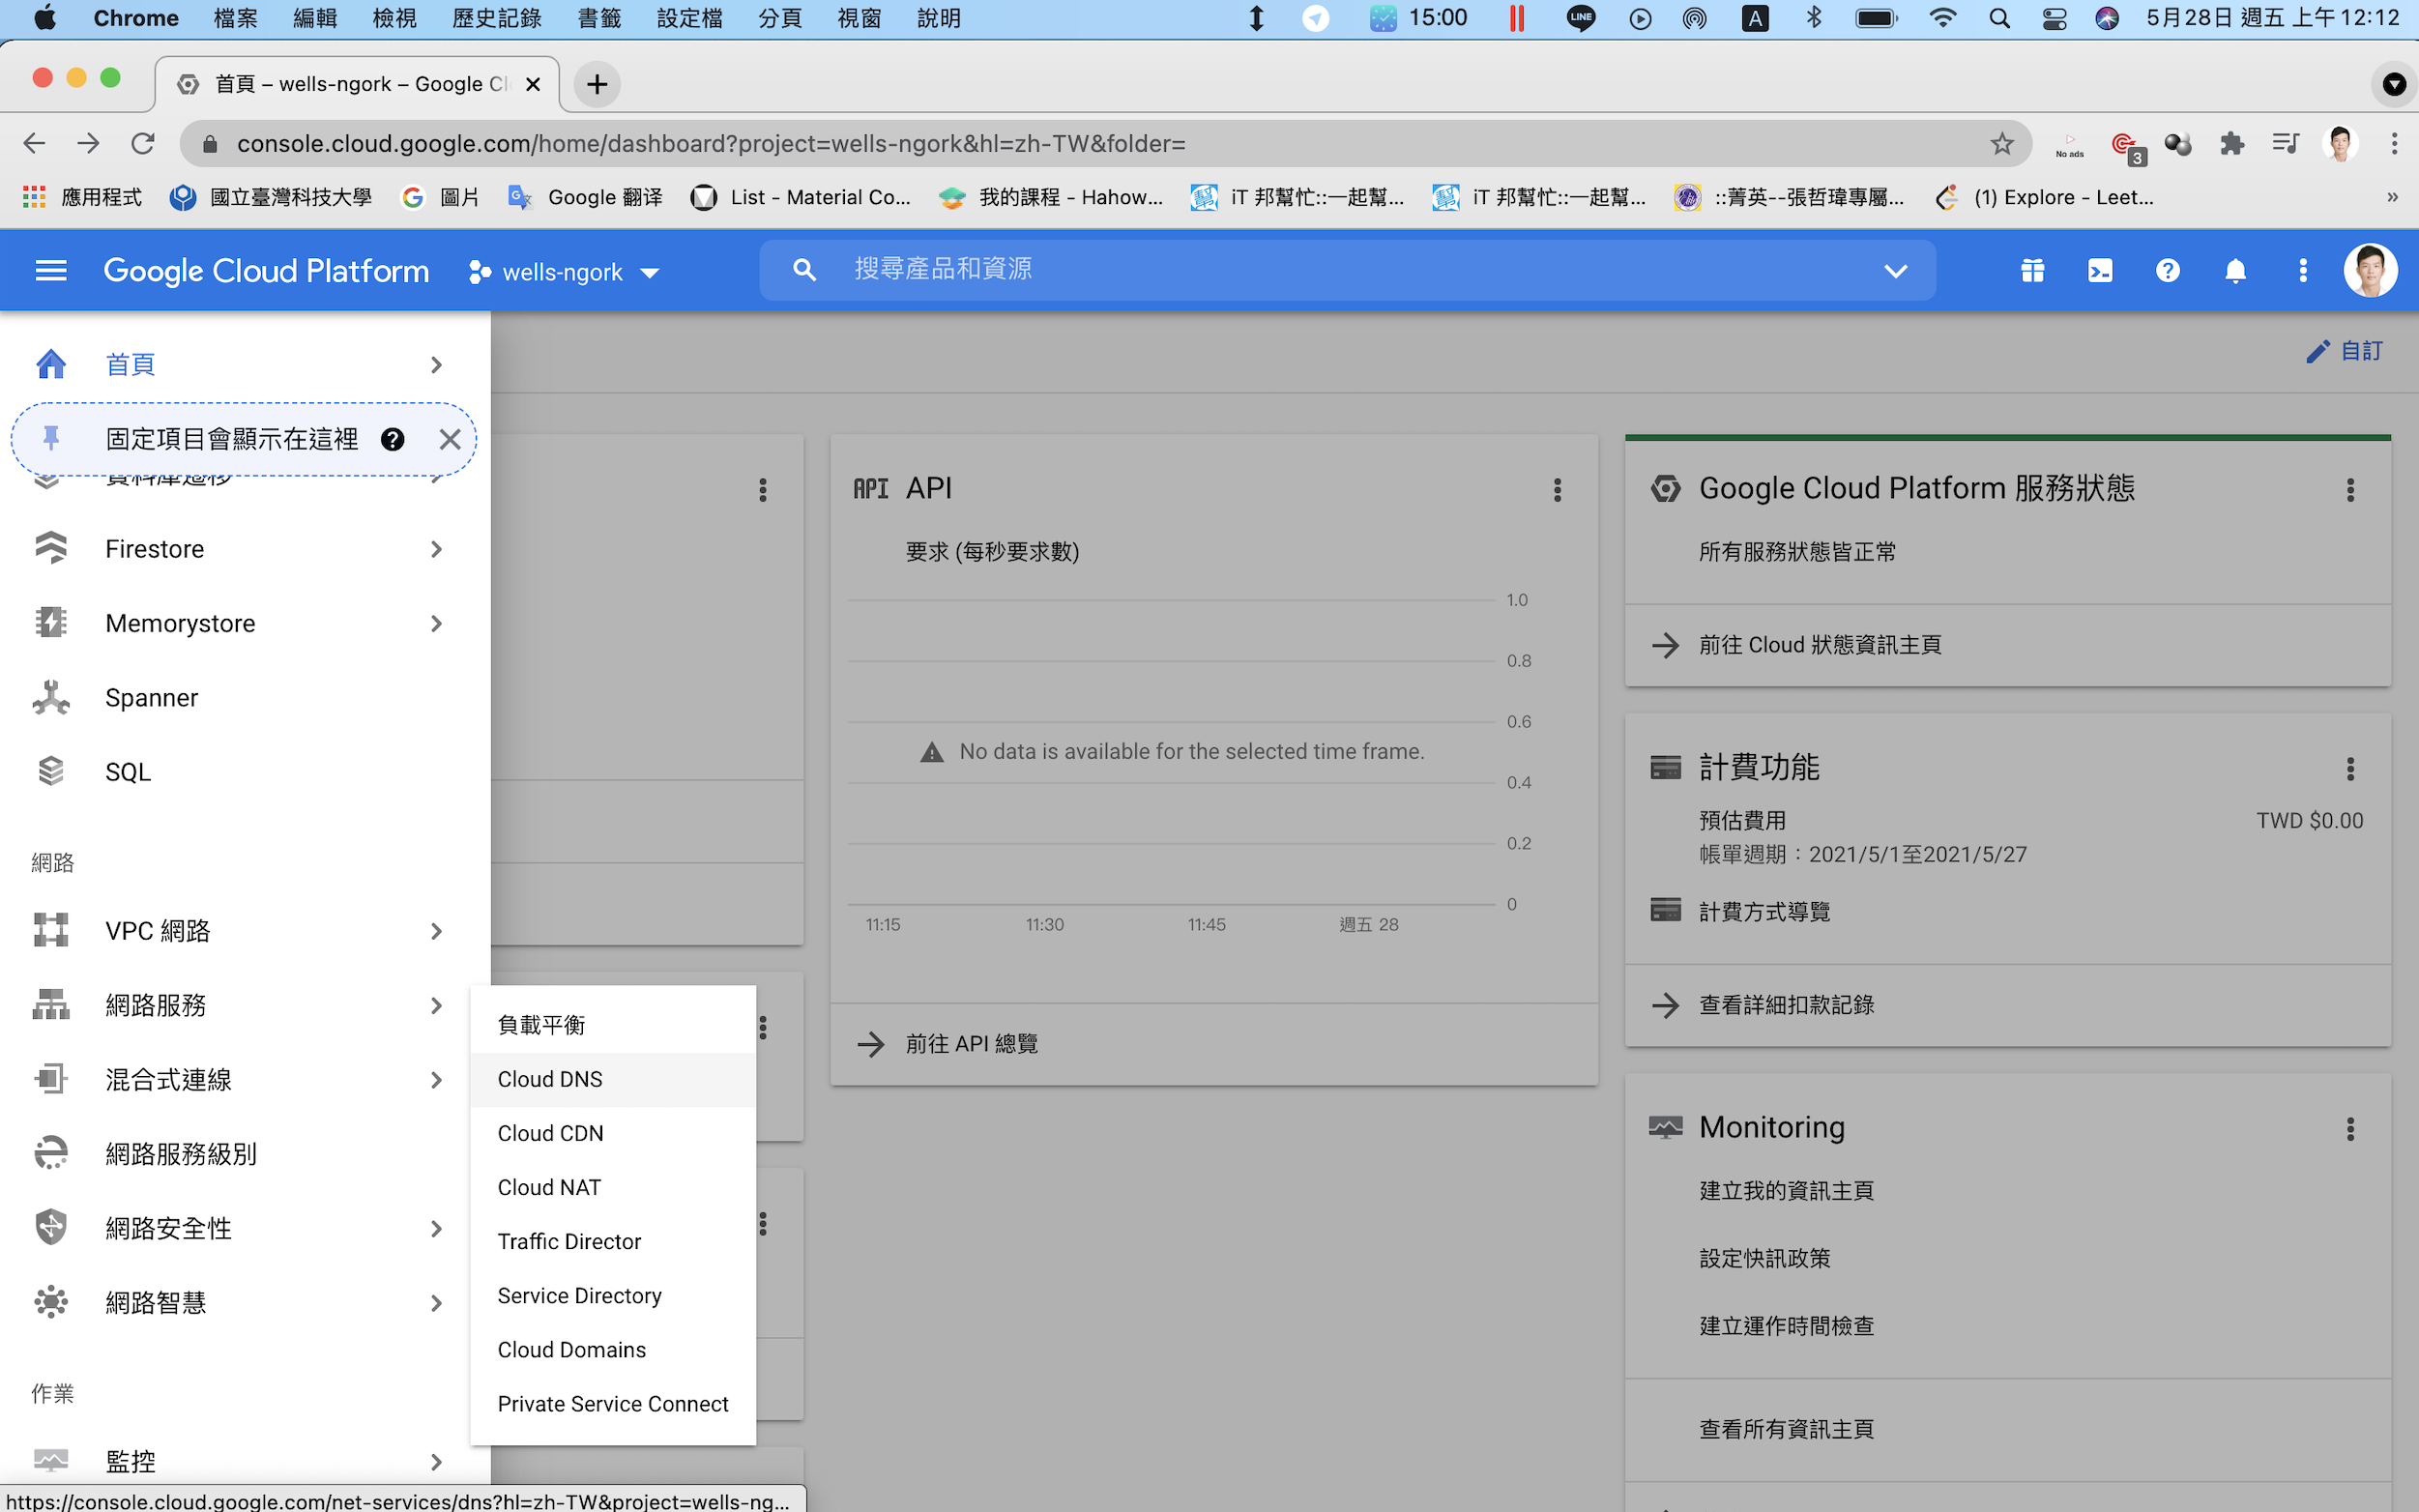 Chrome 檔案 編輯 檢視 歷史記錄 書籤 設定檔 分頁 視窗 說明 15:00 LINE A 5月28日 週五 上午12:12
首頁 – wells-ngork – Google Cl
console.cloud.google.com/home/dashboard?project=wells-ngork&hl=zh-TW&folder=
No ads
3
應用程式 國立臺灣科技大學 圖片 Google 翻译 List - Material Co... 我的課程 - Hahow... iT 邦幫忙::一起幫... iT 邦幫忙::一起幫... ::菁英--張哲瑋專屬... (1) Explore - Leet... »
Google Cloud Platform wells-ngork 搜尋產品和資源
首頁
固定項目會顯示在這裡
資料庫遷移
Firestore
Memorystore
Spanner
SQL
網路
VPC 網路
網路服務
混合式連線
網路服務級別
網路安全性
網路智慧
作業
監控
負載平衡
Cloud DNS
Cloud CDN
Cloud NAT
Traffic Director
Service Directory
Cloud Domains
Private Service Connect
自訂
API API
要求 (每秒要求數)
1.0
0.8
0.6
No data is available for the selected time frame.
0.4
0.2
0
11:15 11:30 11:45 週五 28
前往 API 總覽
Google Cloud Platform 服務狀態
所有服務狀態皆正常
前往 Cloud 狀態資訊主頁
計費功能
預估費用 TWD $0.00
帳單週期：2021/5/1至2021/5/27
計費方式導覽
查看詳細扣款記錄
Monitoring
建立我的資訊主頁
設定快訊政策
建立運作時間檢查
查看所有資訊主頁
https://console.cloud.google.com/net-services/dns?hl=zh-TW&project=wells-ng...